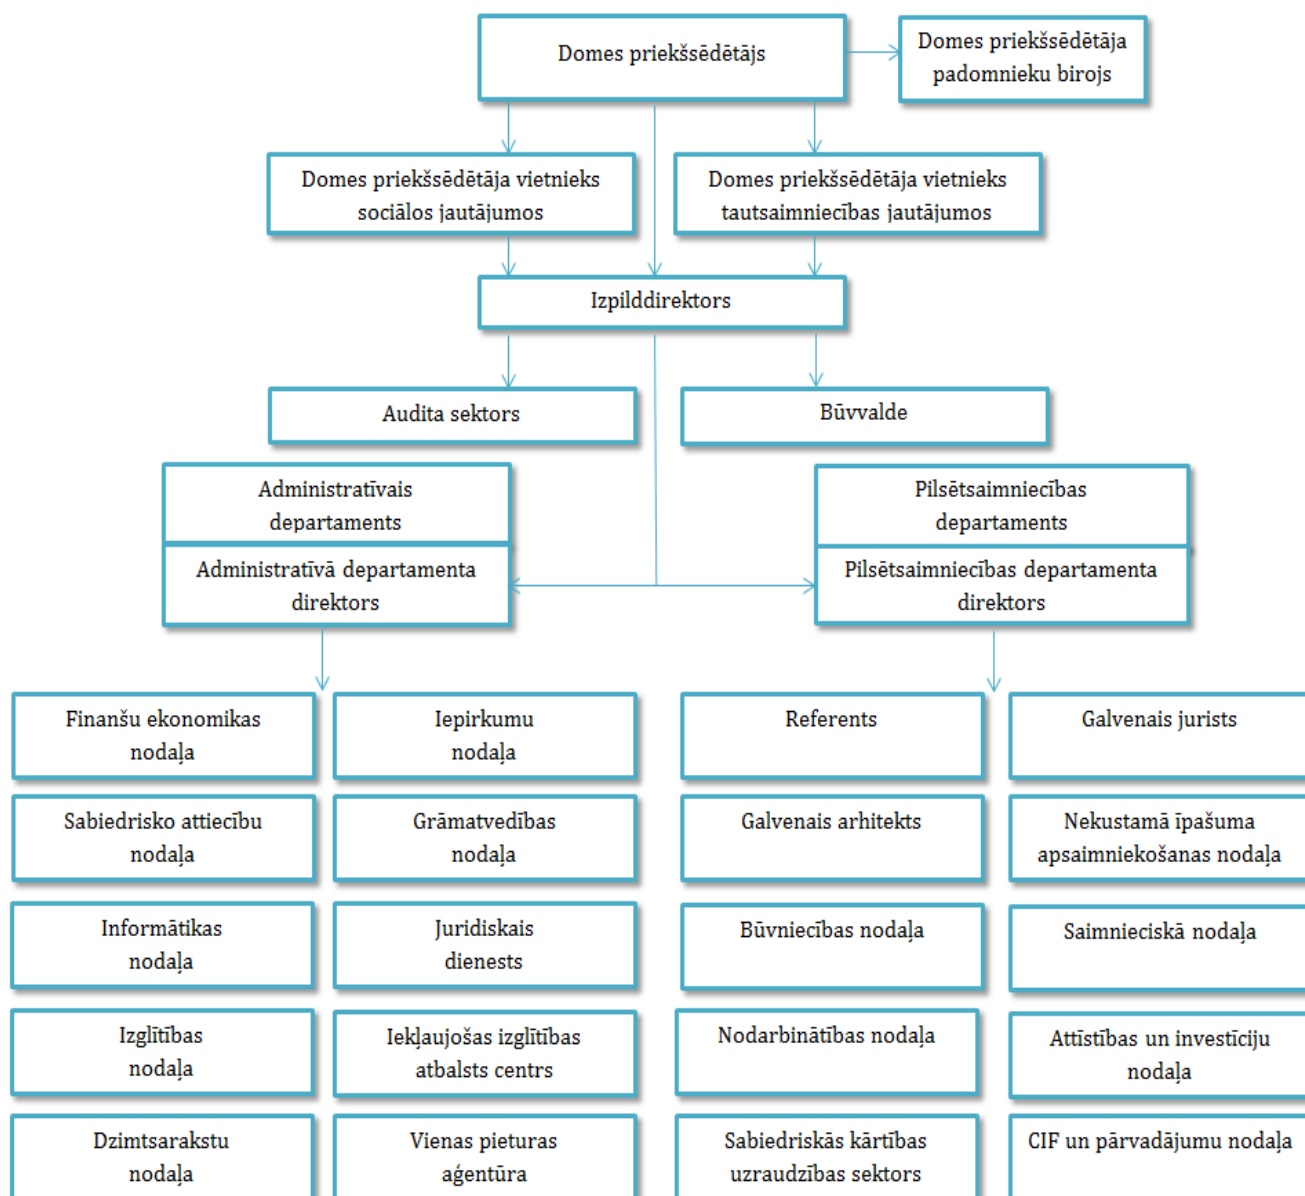 Domes priekšsēdētājs
Domes priekšsēdētāja
padomnieku birojs
Domes priekšsēdētāja vietnieks
sociālos jautājumos
Domes priekšsēdētāja vietnieks
tautsaimniecības jautājumos
Izpilddirektors
Audita sektors
Būvvalde
Administratīvais
departaments
Administratīvā departamenta
direktors
Pilsētsaimniecības
departaments
Pilsētsaimniecības departamenta
direktors
Finanšu ekonomikas
nodaļa
Iepirkumu
nodaļa
Referents
Galvenais jurists
Sabiedrisko attiecību
nodaļa
Grāmatvedības
nodaļa
Galvenais arhitekts
Nekustamā īpašuma
apsaimniekošanas nodaļa
Informātikas
nodaļa
Juridiskais
dienests
Būvniecības nodaļa
Saimnieciskā nodaļa
Izglītības
nodaļa
Iekļaujošas izglītības
atbalsts centrs
Nodarbinātības nodaļa
Attīstības un investīciju
nodaļa
Dzimtsarakstu
nodaļa
Vienas pieturas
aģentūra
Sabiedriskās kārtības
uzraudzības sektors
CIF un pārvadājumu nodaļa